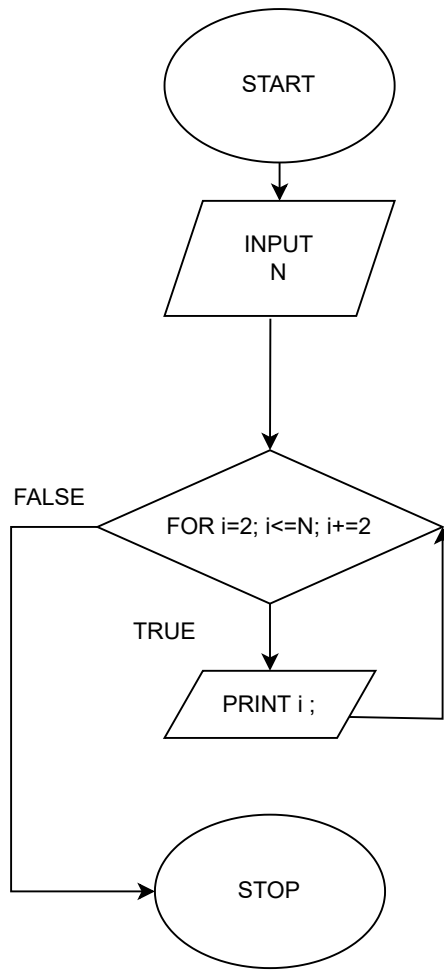 START
INPUT
N
FALSE
FOR i=2; i<=N; i+=2
TRUE
PRINT i ;
STOP